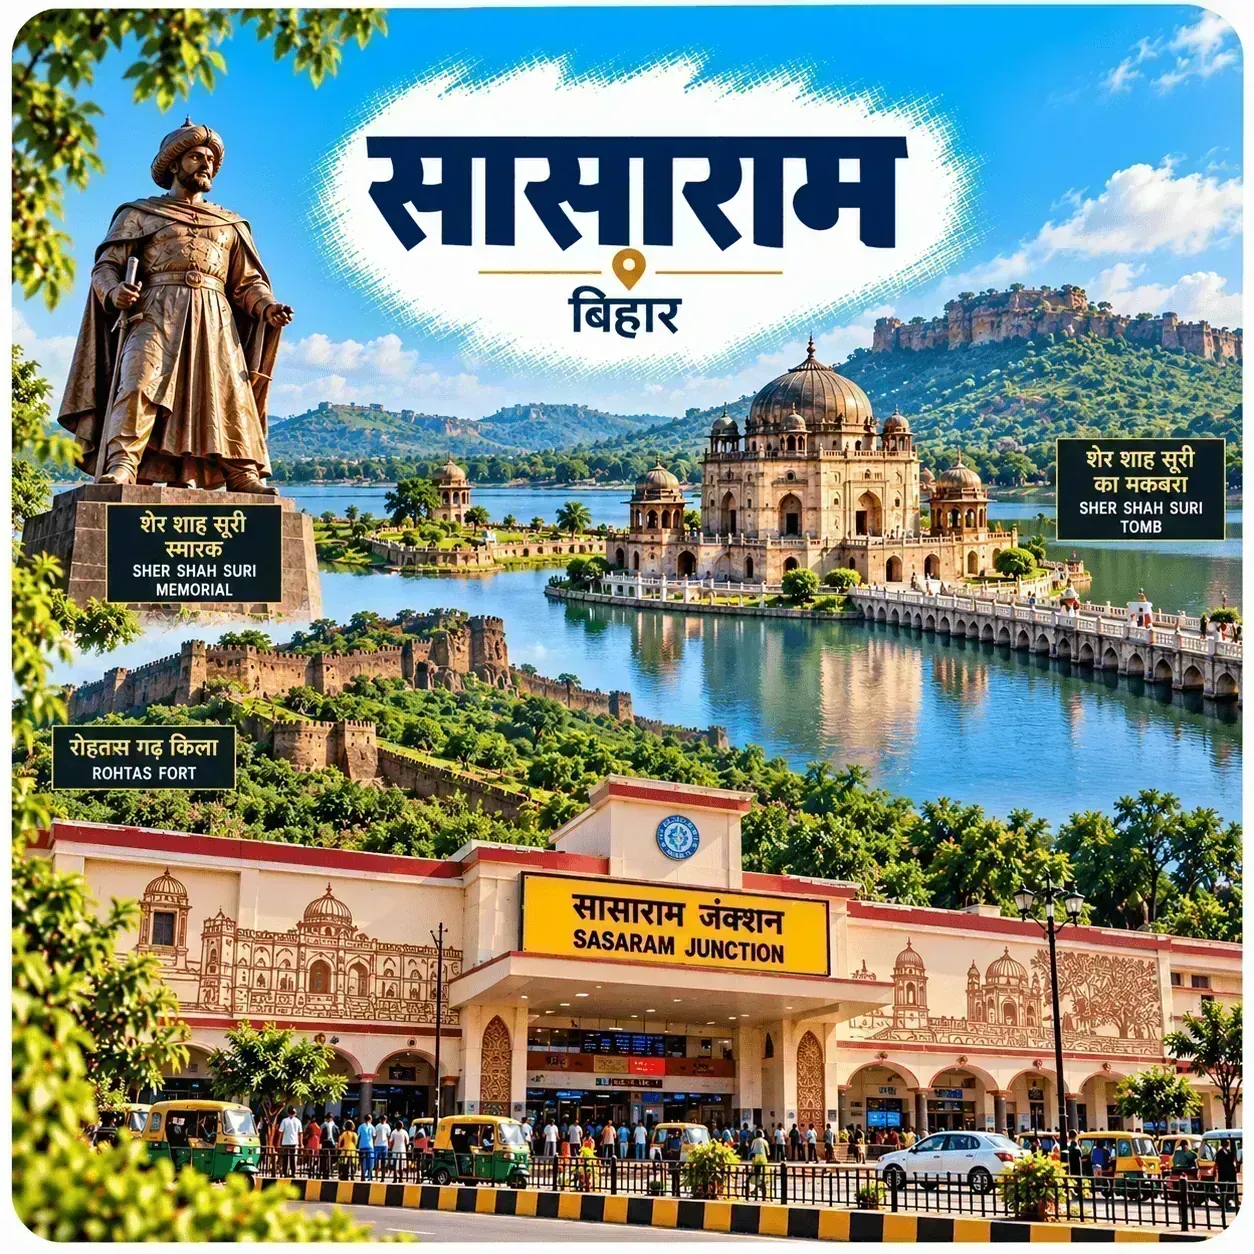 सासाराम
बिहार
शेर शाह सूरी
का मकबरा
SHER SHAH SURI
TOMB
शेर शाह सूरी
स्मारक
SHER SHAH SURI
MEMORIAL
रोहतास गढ़ किला
ROHTAS FORT
सासाराम जंक्शन
SASARAM JUNCTION